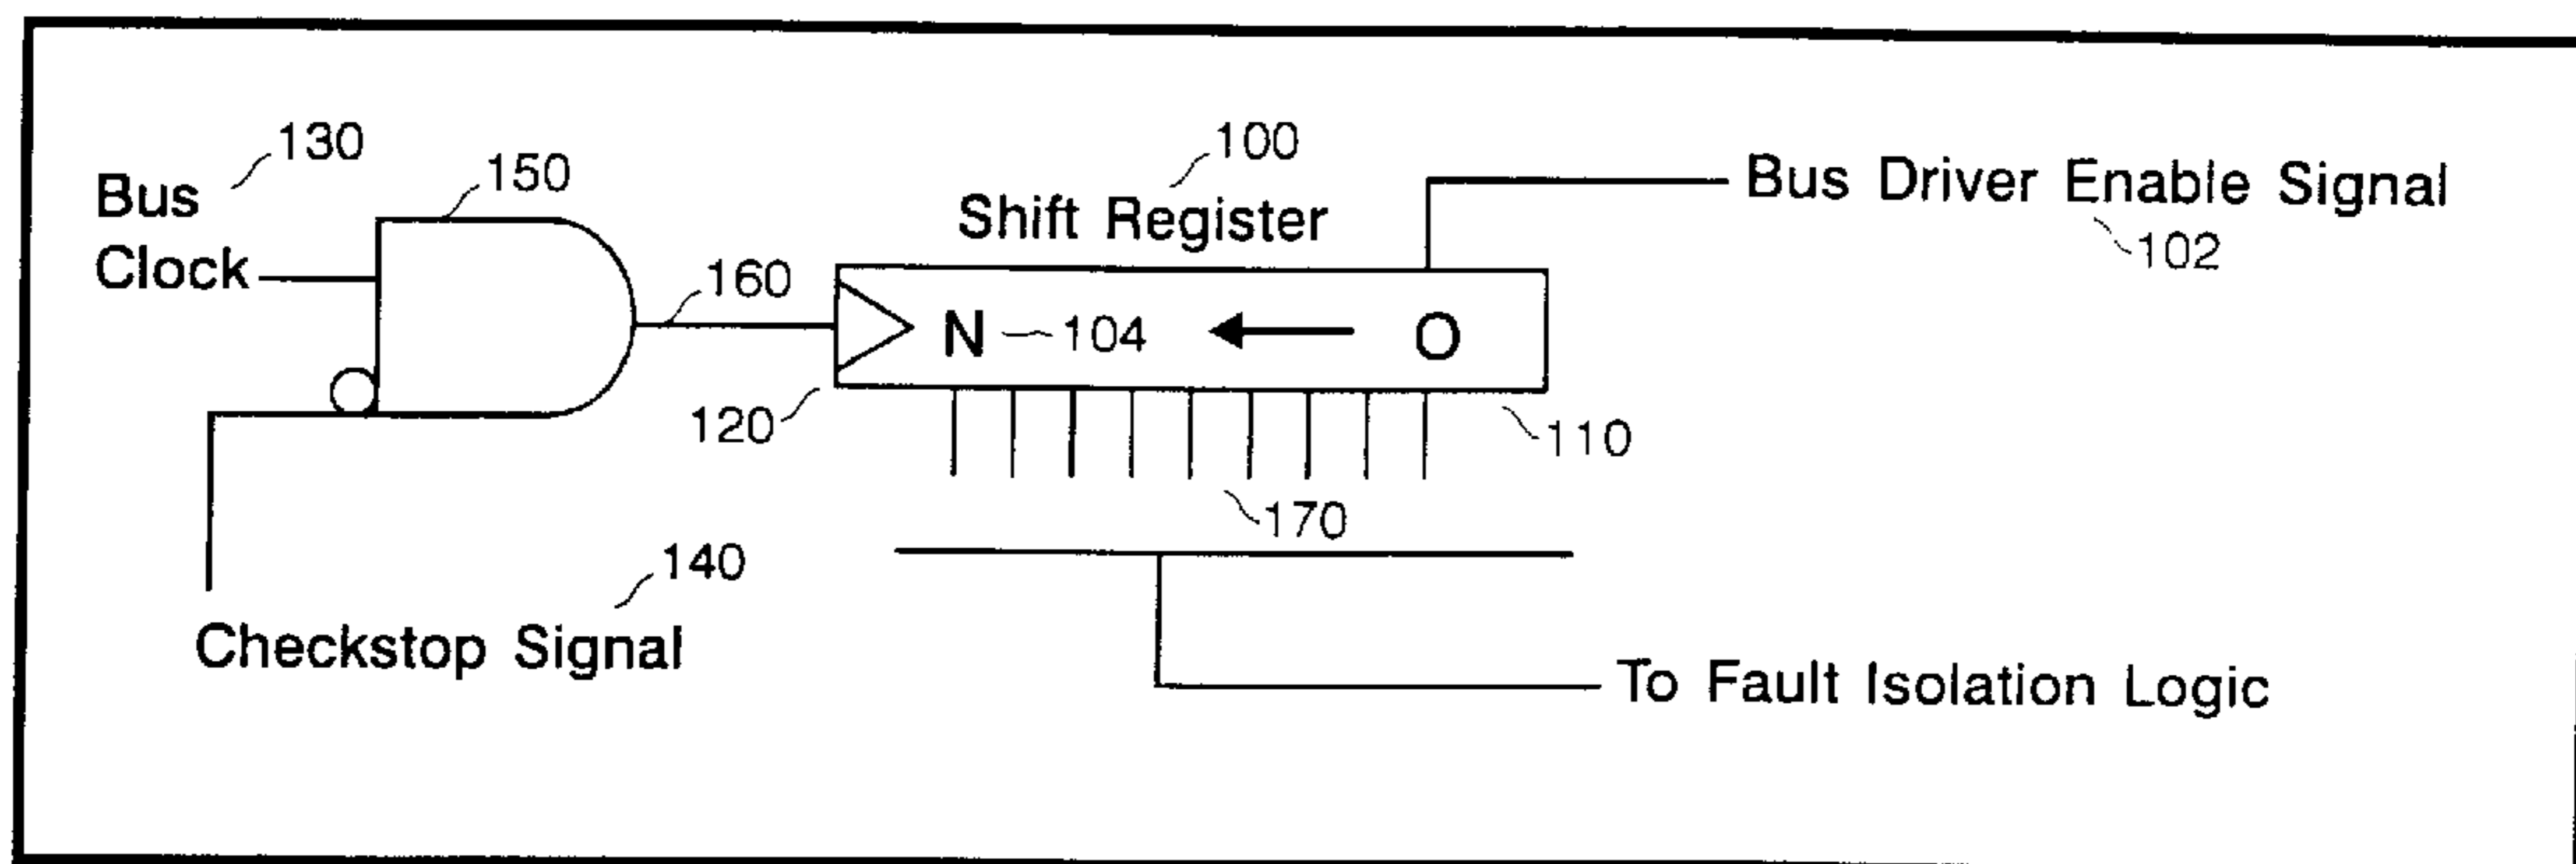 130
Bus
Clock
150
160
100
Shift Register
Bus Driver Enable Signal
102
N
104
O
120
110
170
140
Checkstop Signal
To Fault Isolation Logic